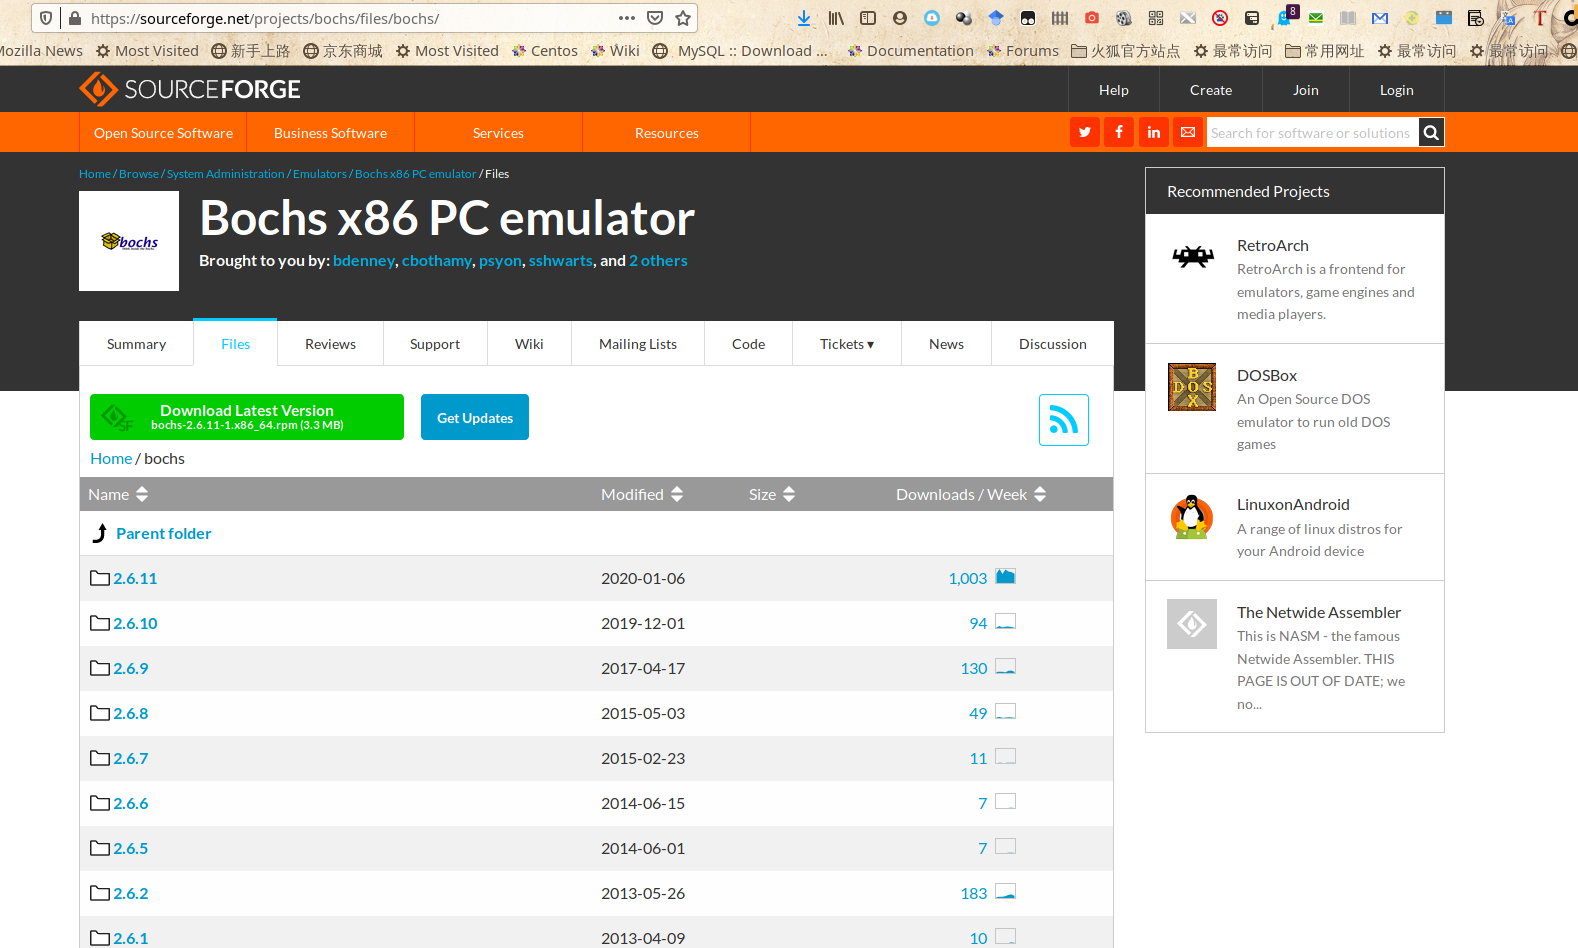 https://sourceforge.net/projects/bochs/files/bochs/
8
Mozilla News Most Visited 新手上路 京东商城 Most Visited Centos Wiki MySQL :: Download ... Documentation Forums 火狐官方站点 最常访问 常用网址 最常访问 最常访问
SOURCEFORGE
Help Create Join Login
Open Source Software Business Software Services Resources
Search for software or solutions
Home / Browse / System Administration / Emulators / Bochs x86 PC emulator / Files
bochs
Bochs x86 PC emulator
Brought to you by: bdenney, cbothamy, psyon, sshwarts, and 2 others
Summary Files Reviews Support Wiki Mailing Lists Code Tickets ▾ News Discussion
Download Latest Version
bochs-2.6.11-1.x86_64.rpm (3.3 MB)
SF
Get Updates
Home / bochs
Name Modified Size Downloads / Week
Parent folder
2.6.11 2020-01-06 1,003
2.6.10 2019-12-01 94
2.6.9 2017-04-17 130
2.6.8 2015-05-03 49
2.6.7 2015-02-23 11
2.6.6 2014-06-15 7
2.6.5 2014-06-01 7
2.6.2 2013-05-26 183
2.6.1 2013-04-09 10
Recommended Projects
RetroArch
RetroArch is a frontend for
emulators, game engines and
media players.
DOSBox
An Open Source DOS
emulator to run old DOS
games
LinuxonAndroid
A range of linux distros for
your Android device
The Netwide Assembler
This is NASM - the famous
Netwide Assembler. THIS
PAGE IS OUT OF DATE; we
no...